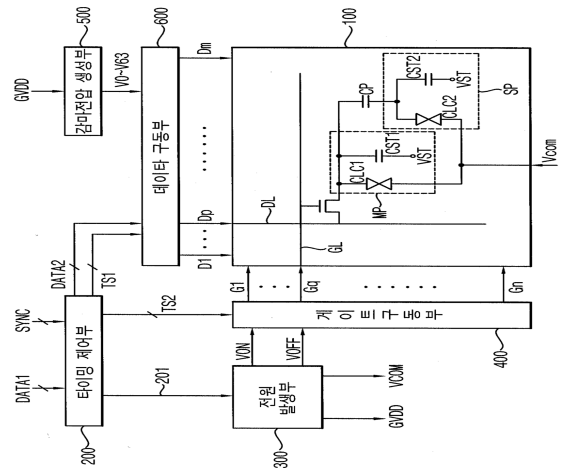 500
GVDD
감마전압 생성부
V0~V63
600
데이타 구동부
DATA2
TS1
D1
Dp
Dm
100
DL
GL
CLC1
CST1
VST
MP
CP
CST2
VST
CLC2
SP
Vcom
SYNC
DATA1
타이밍 제어부
200
TS2
201
G1
Gq
Gn
게이트구동부
400
VON
VOFF
전원
발생부
300
VCOM
GVDD